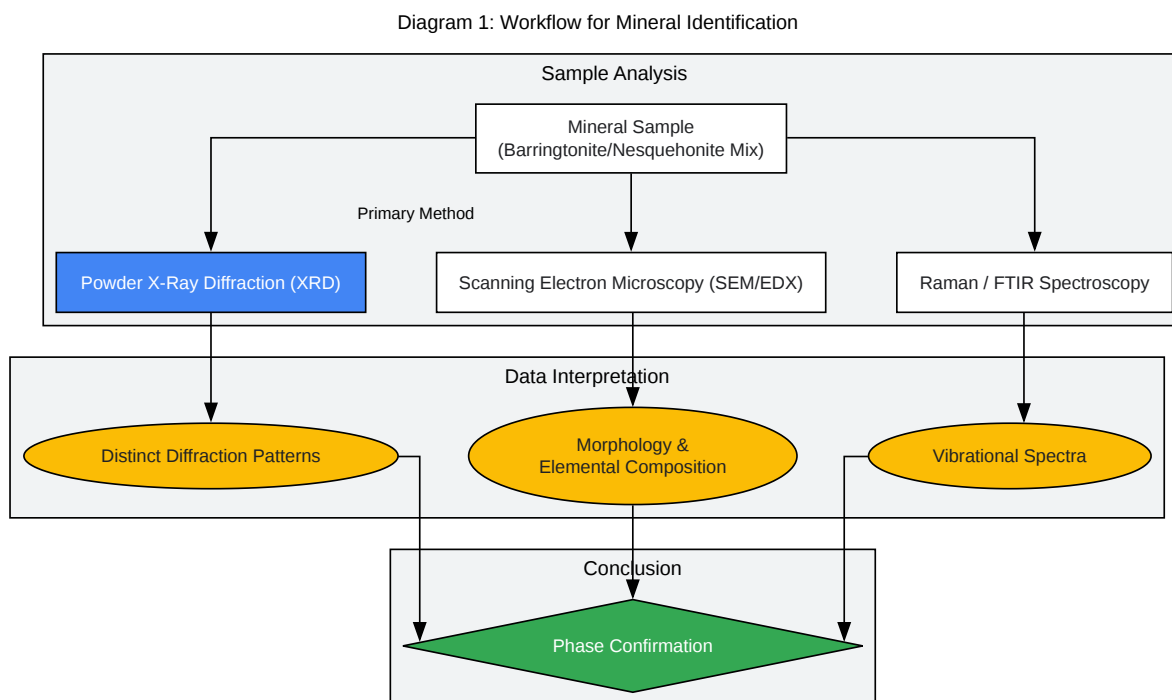 Diagram 1: Workflow for Mineral Identification
Sample Analysis
Mineral Sample
(Barringtonite/Nesquehonite Mix)
Primary Method
Powder X-Ray Diffraction (XRD)
Scanning Electron Microscopy (SEM/EDX)
Raman / FTIR Spectroscopy
Data Interpretation
Distinct Diffraction Patterns
Morphology &
Elemental Composition
Vibrational Spectra
Conclusion
Phase Confirmation